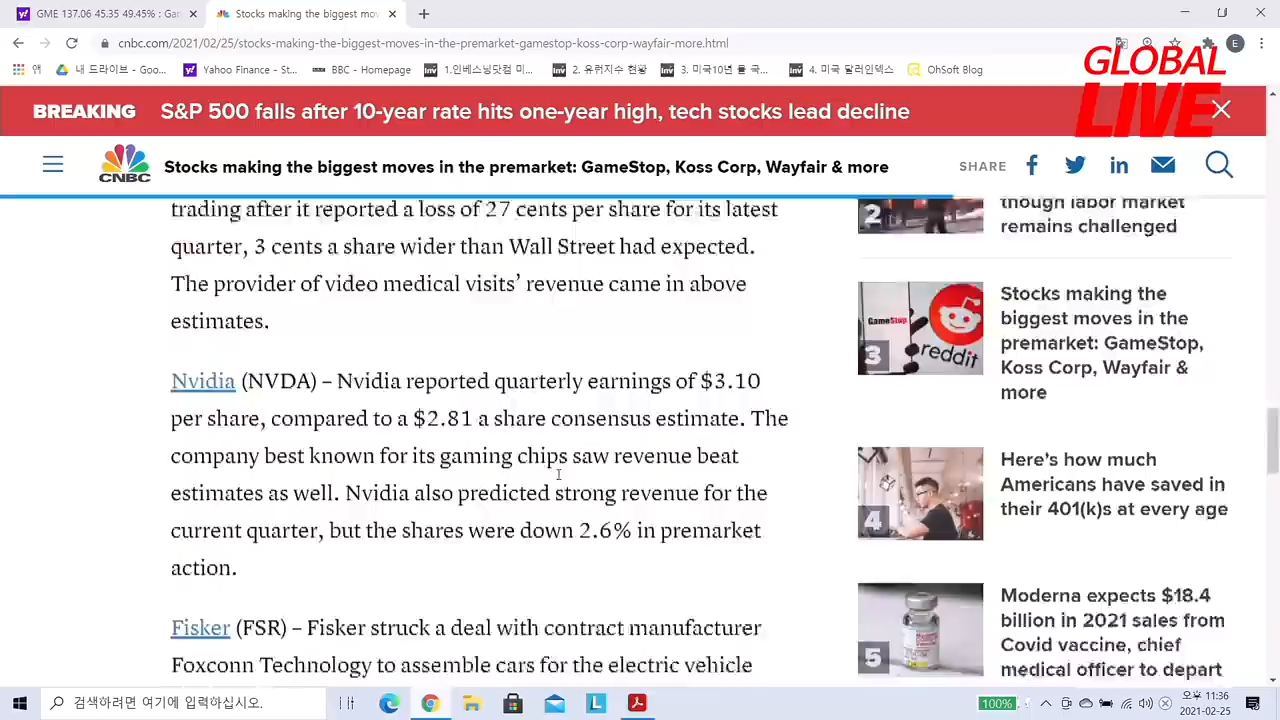 GME 137.06 45.35 49.45% : Ga
Stocks making the biggest mov
cnbc.com/2021/02/25/stocks-making-the-biggest-moves-in-the-premarket-gamestop-koss-corp-wayfair-more.html
앱
내 드라이브 - Goo...
Yahoo Finance - St...
BBC - Homepage
1.인베스닝닷컴 미...
2. 유뤄지수 현황
3. 미국10년 물 국...
4. 미국 달러인덱스
OhSoft Blog
GLOBAL
LIVE
BREAKING S&P 500 falls after 10-year rate hits one-year high, tech stocks lead decline
CNBC
Stocks making the biggest moves in the premarket: GameStop, Koss Corp, Wayfair & more
SHARE
trading after it reported a loss of 27 cents per share for its latest
quarter, 3 cents a share wider than Wall Street had expected.
The provider of video medical visits’ revenue came in above
estimates.
Nvidia (NVDA) – Nvidia reported quarterly earnings of $3.10
per share, compared to a $2.81 a share consensus estimate. The
company best known for its gaming chips saw revenue beat
estimates as well. Nvidia also predicted strong revenue for the
current quarter, but the shares were down 2.6% in premarket
action.
Fisker (FSR) – Fisker struck a deal with contract manufacturer
Foxconn Technology to assemble cars for the electric vehicle
2
though labor market
remains challenged
GameStop
reddit
3
Stocks making the
biggest moves in the
premarket: GameStop,
Koss Corp, Wayfair &
more
4
Here’s how much
Americans have saved in
their 401(k)s at every age
5
Moderna expects $18.4
billion in 2021 sales from
Covid vaccine, chief
medical officer to depart
검색하려면 여기에 입력하십시오.
100%
오후 11:36
2021-02-25